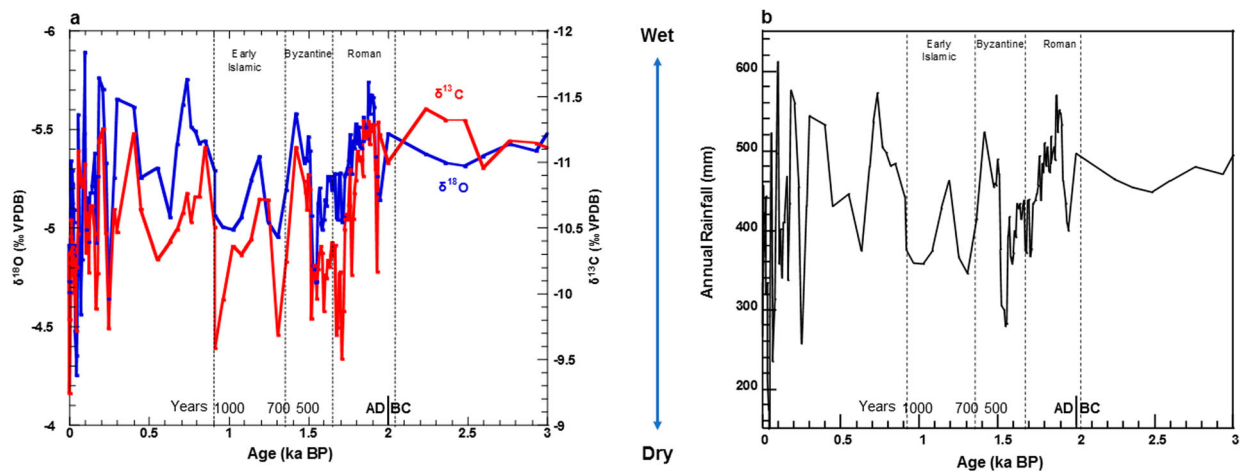 a
-6
-5.5
-5
-4.5
-4
δ18O (‰ VPDB)
Early
Islamic
Byzantine
Roman
δ13C
δ18O
-12
-11.5
-11
-10.5
-10
-9.5
-9
δ13C (‰ VPDB)
Years 1000 700 500 AD BC
0 0.5 1 1.5 2 2.5 3
Age (ka BP)
Wet
Dry
b
600
500
400
300
200
Annual Rainfall (mm)
Early
Islamic
Byzantine
Roman
Years 1000 700 500 AD BC
0 0.5 1 1.5 2 2.5 3
Age (ka BP)